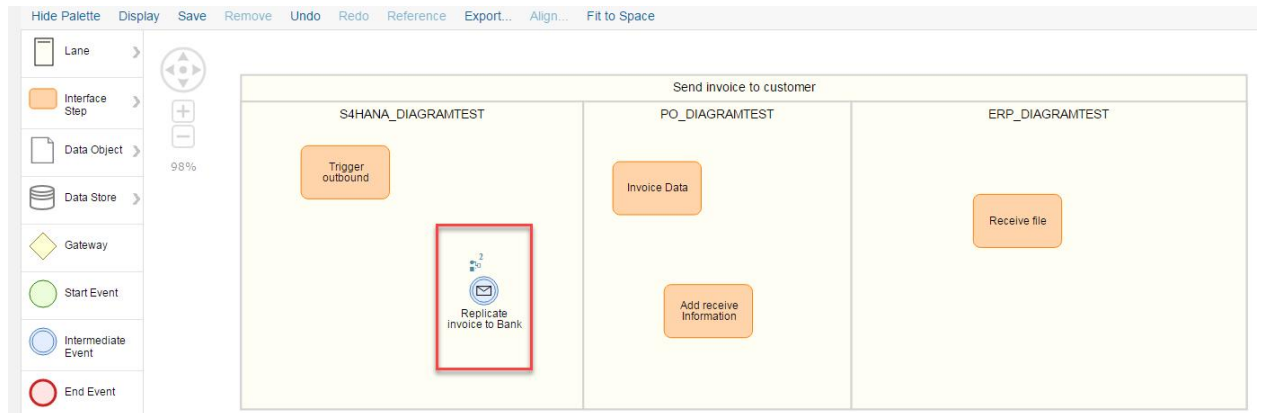 Hide Palette Display Save Remove Undo Redo Reference Export... Align... Fit to Space
Lane
Interface
Step
Data Object
Data Store
Gateway
Start Event
Intermediate
Event
End Event
98%
Send invoice to customer
S4HANA_DIAGRAMTEST
PO_DIAGRAMTEST
ERP_DIAGRAMTEST
Trigger
outbound
2
Replicate
invoice to Bank
Invoice Data
Add receive
Information
Receive file